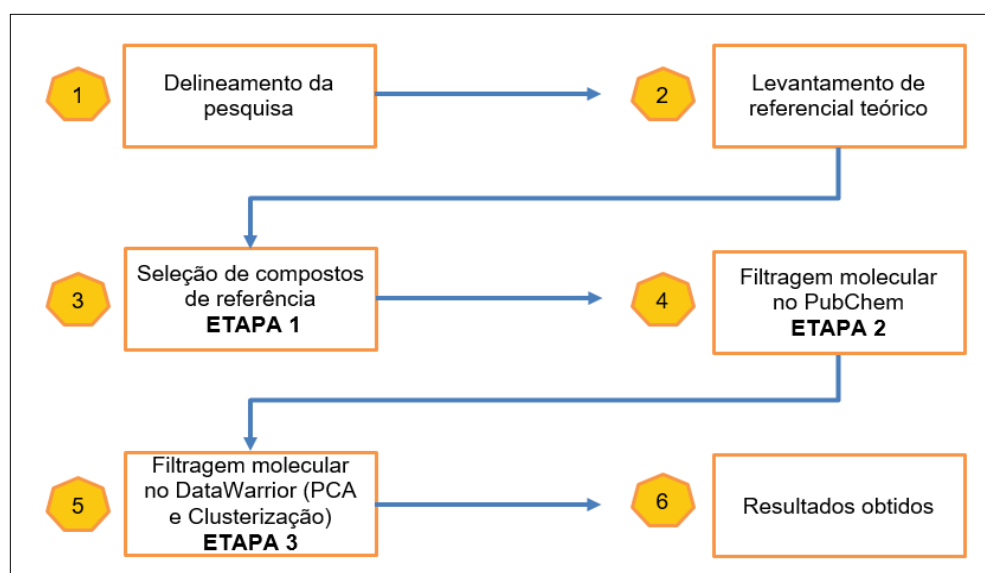 1
Delineamento da
pesquisa
2
Levantamento de
referencial teórico
3
Seleção de compostos
de referência
ETAPA 1
4
Filtragem molecular
no PubChem
ETAPA 2
5
Filtragem molecular
no DataWarrior (PCA
e Clusterização)
ETAPA 3
6
Resultados obtidos